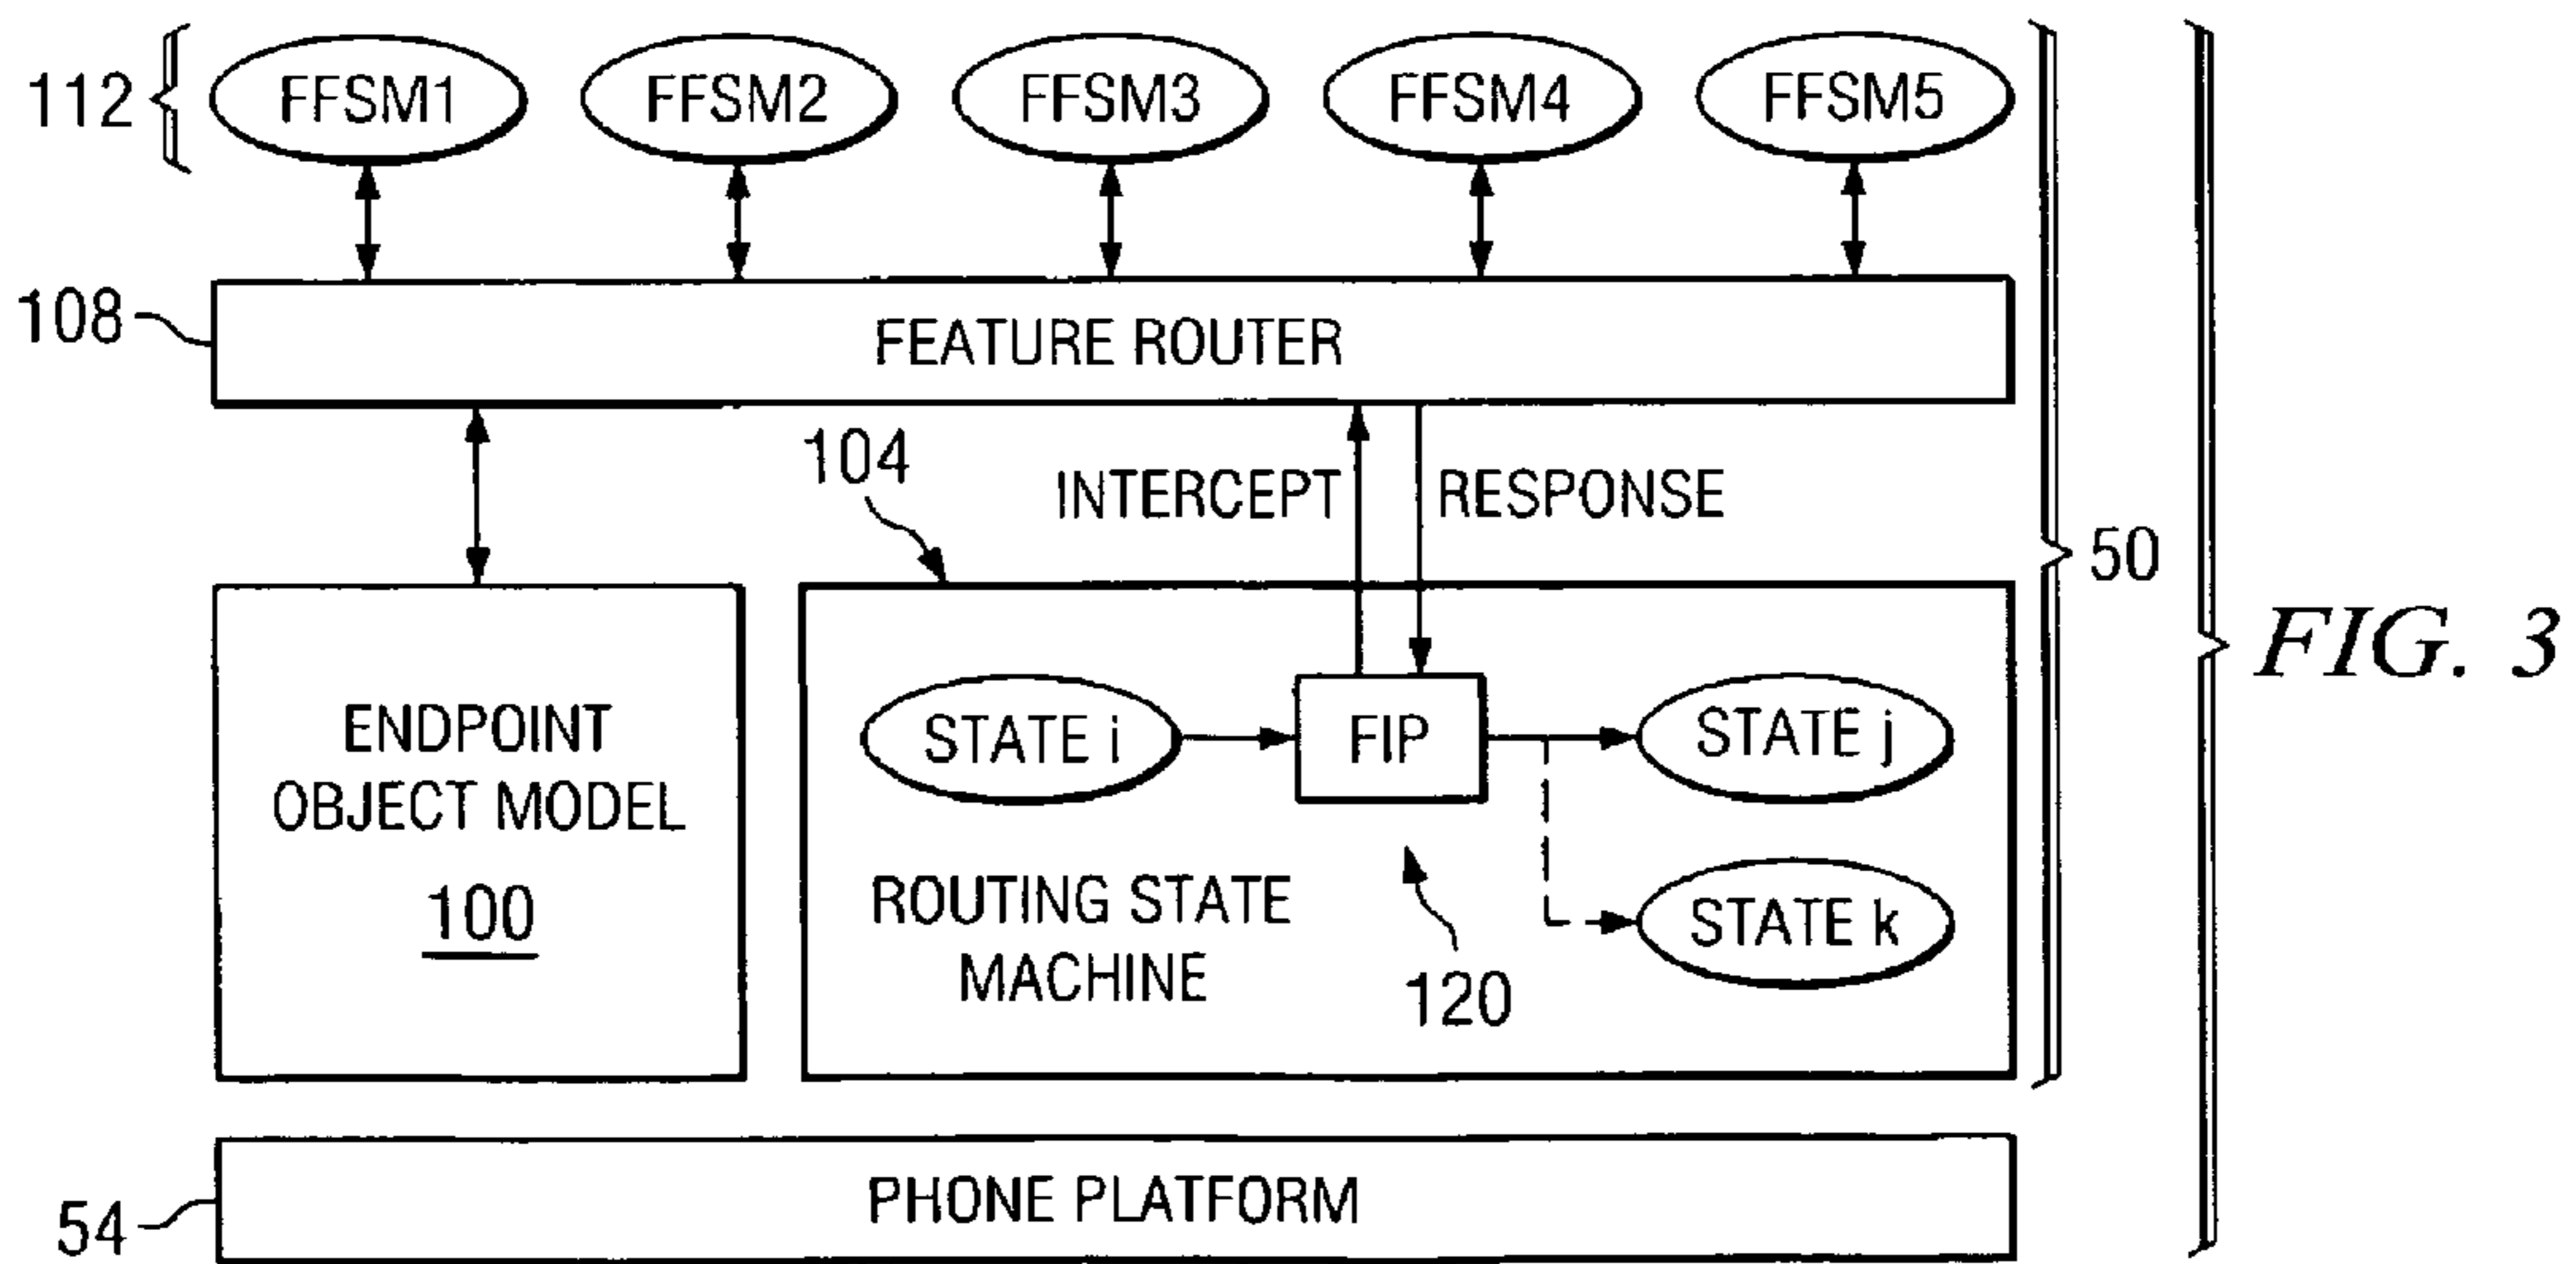 112
FFSM1
FFSM2
FFSM3
FFSM4
FFSM5
108
FEATURE ROUTER
104
INTERCEPT
RESPONSE
50
FIG. 3
ENDPOINT
OBJECT MODEL
100
STATE i
FIP
STATE j
STATE k
ROUTING STATE
MACHINE
120
54
PHONE PLATFORM